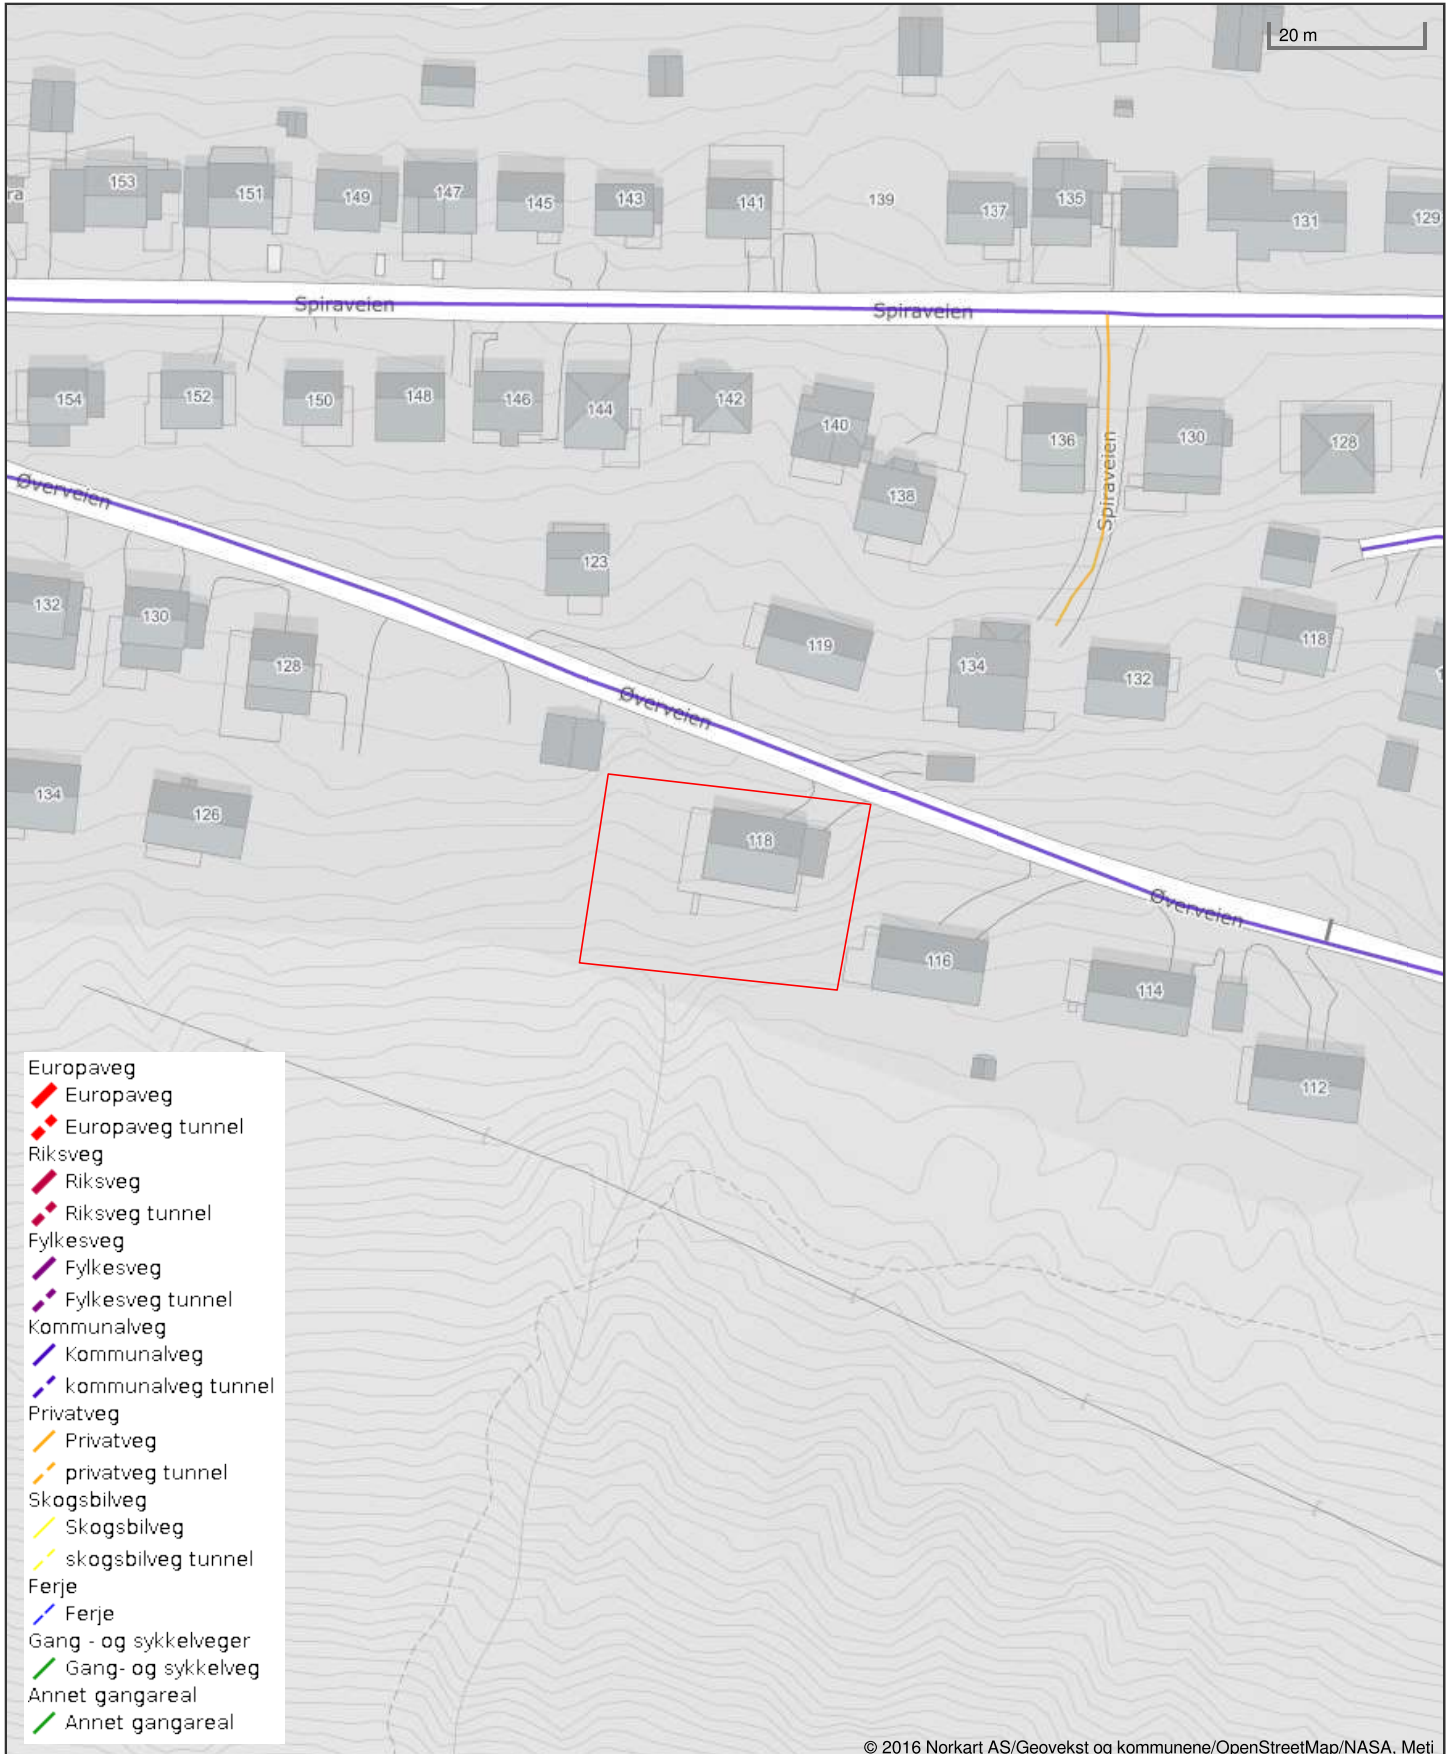 20 m
153
151
149
147
145
143
141
139
137
135
131
129
ra
Spiraveien
Spiraveien
154
152
150
148
146
144
142
140
138
136
130
128
Spiraveien
Øverveien
123
132
130
128
119
134
132
118
Øverveien
134
126
118
116
114
112
Øverveien
Europaveg
Europaveg
Europaveg tunnel
Riksveg
Riksveg
Riksveg tunnel
Fylkesveg
Fylkesveg
Fylkesveg tunnel
Kommunalveg
Kommunalveg
kommunalveg tunnel
Privatveg
Privatveg
privatveg tunnel
Skogsbilveg
Skogsbilveg
skogsbilveg tunnel
Ferje
Ferje
Gang - og sykkelveger
Gang- og sykkelveg
Annet gangareal
Annet gangareal
© 2016 Norkart AS/Geovekst og kommunene/OpenStreetMap/NASA, Meti